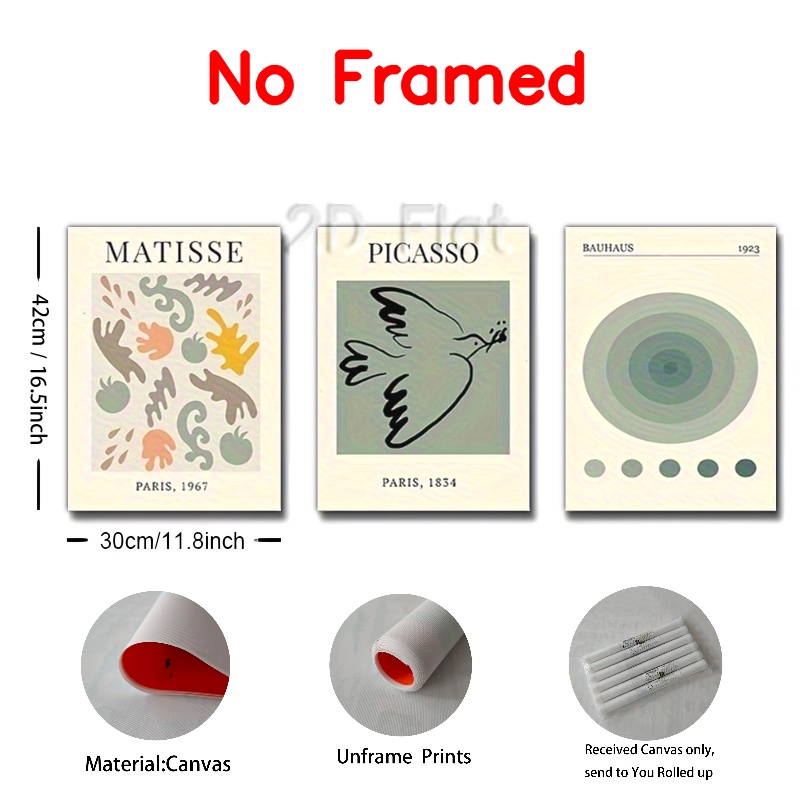 No Framed
2D Flat
MATISSE
PICASSO
BAUHAUS 1923
42cm / 16.5inch
PARIS, 1967
PARIS, 1834
30cm/11.8inch
Material:Canvas
Unframe Prints
Received Canvas only,
send to You Rolled up